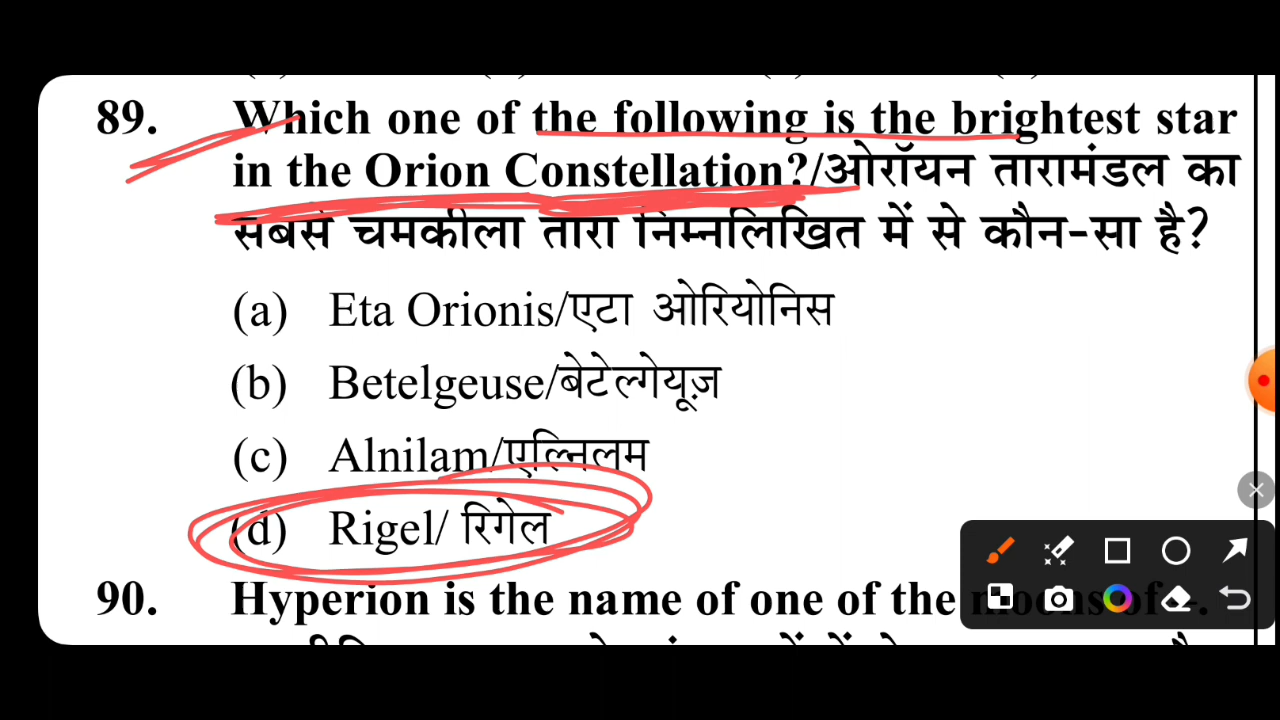 89. Which one of the following is the brightest star
in the Orion Constellation?/ओरॉयन तारामंडल का
सबसे चमकीला तारा निम्नलिखित में से कौन-सा है?
(a) Eta Orionis/एटा ओरियोनिस
(b) Betelgeuse/बेटेल्गेयूज़
(c) Alnilam/एल्निलम
(d) Rigel/ रिगेल
90. Hyperion is the name of one of the moons of -.